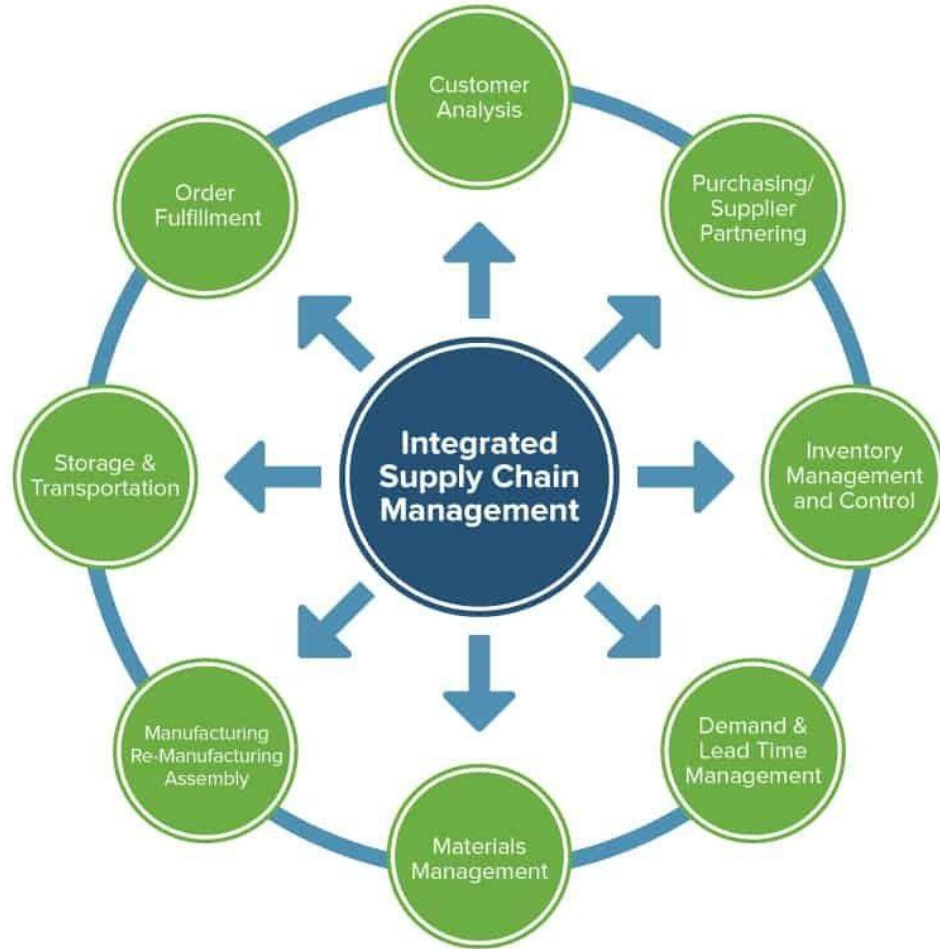 Customer
Analysis
Purchasing/
Supplier
Partnering
Inventory
Management
and Control
Demand &
Lead Time
Management
Materials
Management
Manufacturing
Re-Manufacturing
Assembly
Storage &
Transportation
Order
Fulfillment
Integrated
Supply Chain
Management